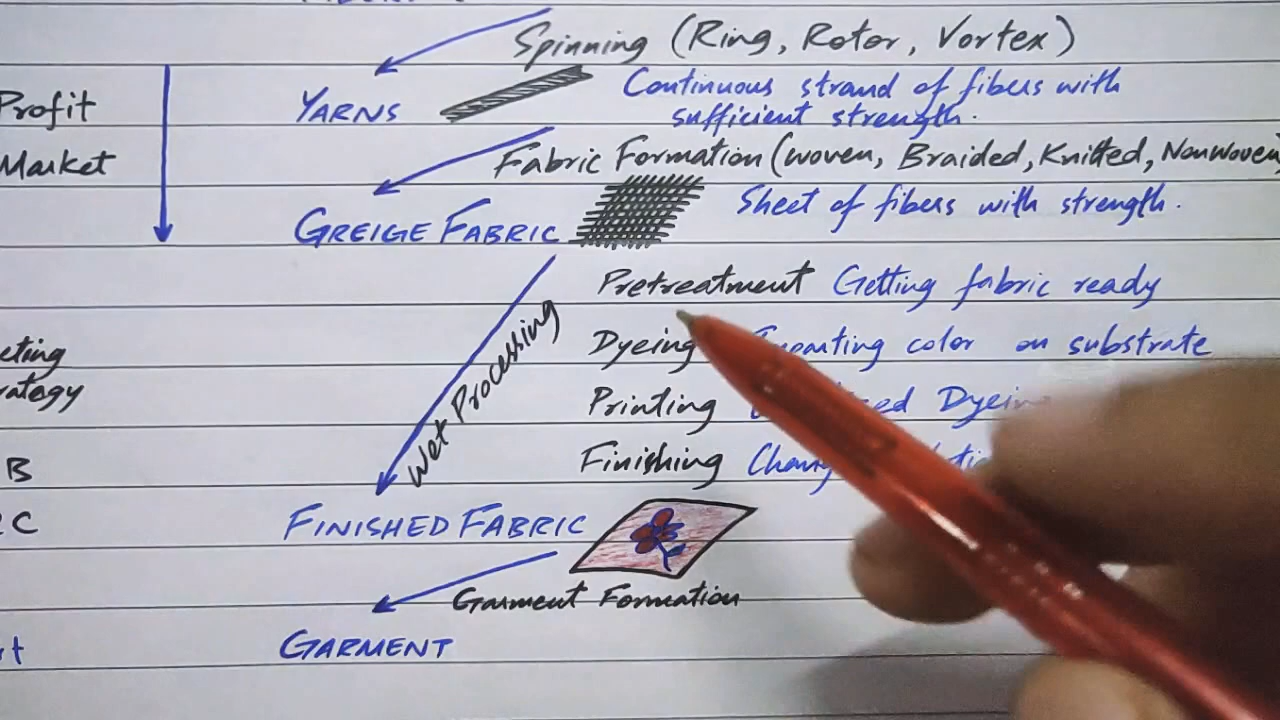 Spinning (Ring, Rotor, Vortex)
Profit
YARNS
Continuous strand of fibers with
sufficient strength.
Market
Fabric Formation (woven, Braided, Knitted, Nonwoven,
GREIGE FABRIC
Sheet of fibers with strength.
Wet Processing
Pretreatment Getting fabric ready
Dyeing color on substrate
Printing Dyeing
Finishing
B
C
FINISHED FABRIC
Garment Formation
GARMENT